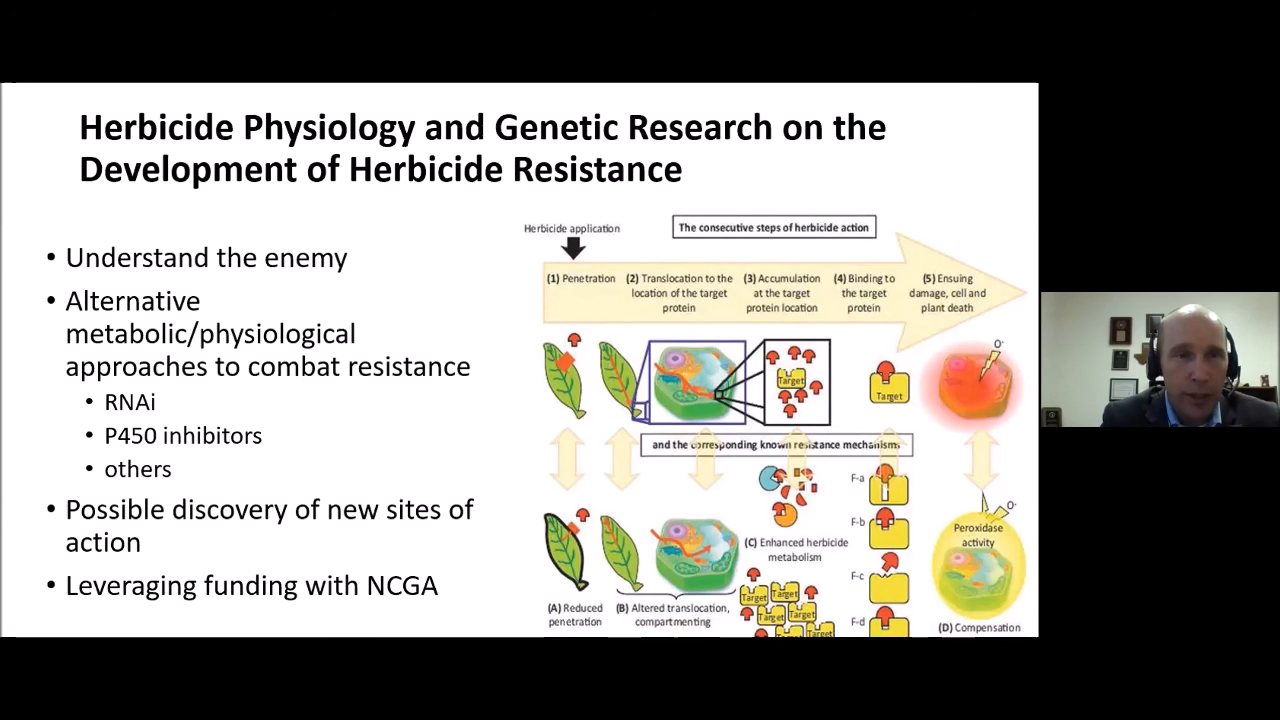 Herbicide Physiology and Genetic Research on the
Development of Herbicide Resistance
• Understand the enemy
• Alternative
metabolic/physiological
approaches to combat resistance
• RNAi
• P450 inhibitors
• others
• Possible discovery of new sites of
action
• Leveraging funding with NCGA
Herbicide application
The consecutive steps of herbicide action
(1) Penetration
(2) Translocation to the
location of the target
protein
(3) Accumulation
at the target
protein location
(4) Binding to
the target
protein
(5) Ensuing
damage, cell and
plant death
Target
Target
O·
and the corresponding known resistance mechanisms
(A) Reduced
penetration
(B) Altered translocation,
compartmenting
(C) Enhanced herbicide
metabolism
Target
Target
Target
Target
Target
F-a
F-b
F-c
F-d
O·
Peroxidase
activity
(D) Compensation